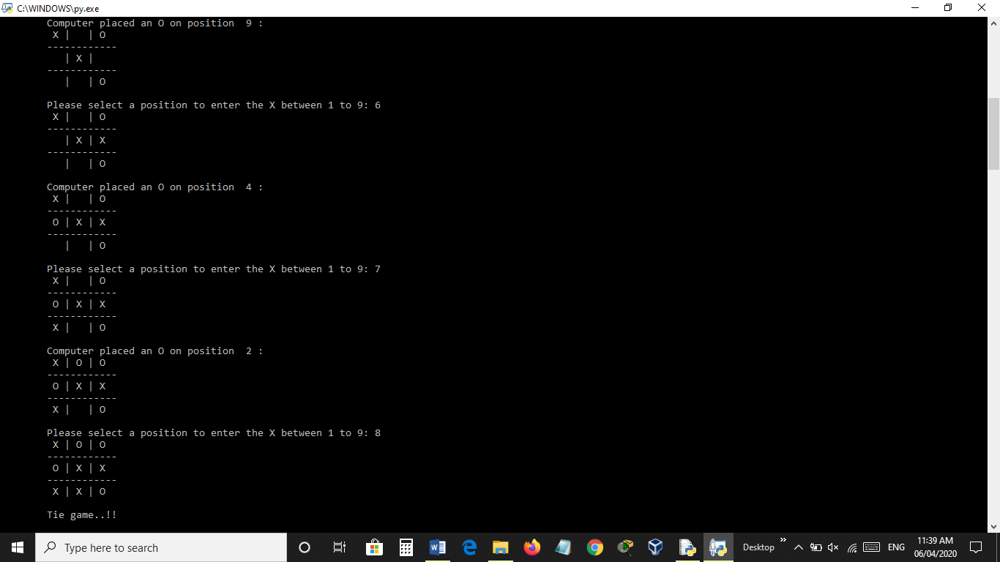 C:\WINDOWS\py.exe
Computer placed an O on position  9 :
 X |   | O
------------
   | X |
------------
   |   | O
Please select a position to enter the X between 1 to 9: 6
 X |   | O
------------
   | X | X
------------
   |   | O
Computer placed an O on position  4 :
 X |   | O
------------
 O | X | X
------------
   |   | O
Please select a position to enter the X between 1 to 9: 7
 X |   | O
------------
 O | X | X
------------
 X |   | O
Computer placed an O on position  2 :
 X | O | O
------------
 O | X | X
------------
 X |   | O
Please select a position to enter the X between 1 to 9: 8
 X | O | O
------------
 O | X | X
------------
 X | X | O
Tie game..!!
Type here to search
Desktop
ENG
11:39 AM
06/04/2020